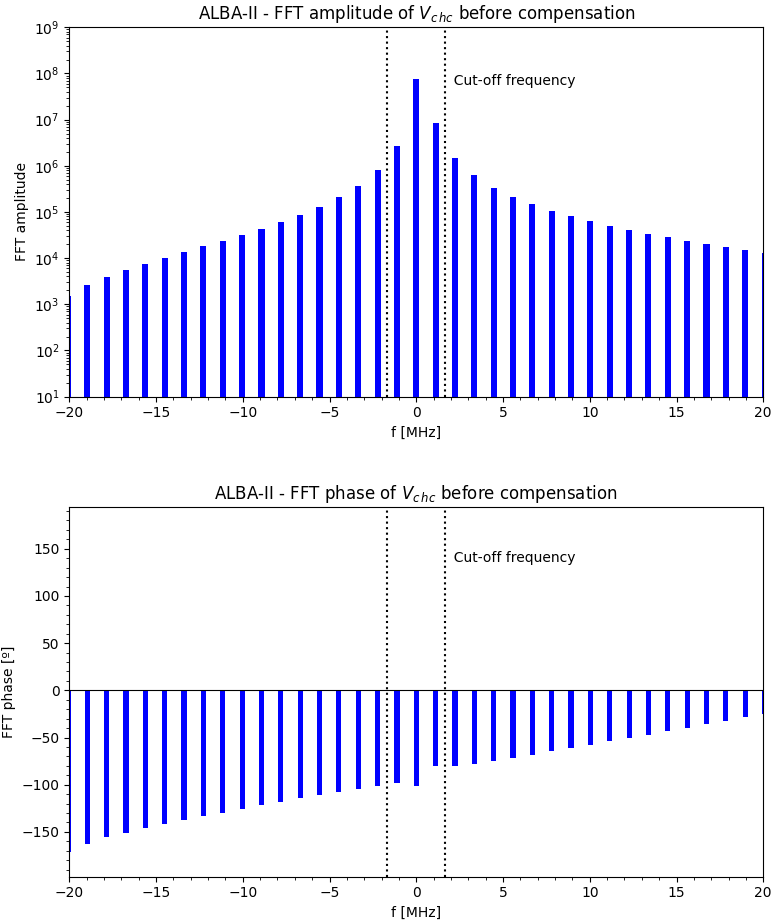 ALBA-II - FFT amplitude of V_chc before compensation
10^9
10^8
10^7
10^6
10^5
10^4
10^3
10^2
10^1
FFT amplitude
Cut-off frequency
−20 −15 −10 −5 0 5 10 15 20
f [MHz]
ALBA-II - FFT phase of V_chc before compensation
150
100
50
0
−50
−100
−150
FFT phase [º]
Cut-off frequency
−20 −15 −10 −5 0 5 10 15 20
f [MHz]